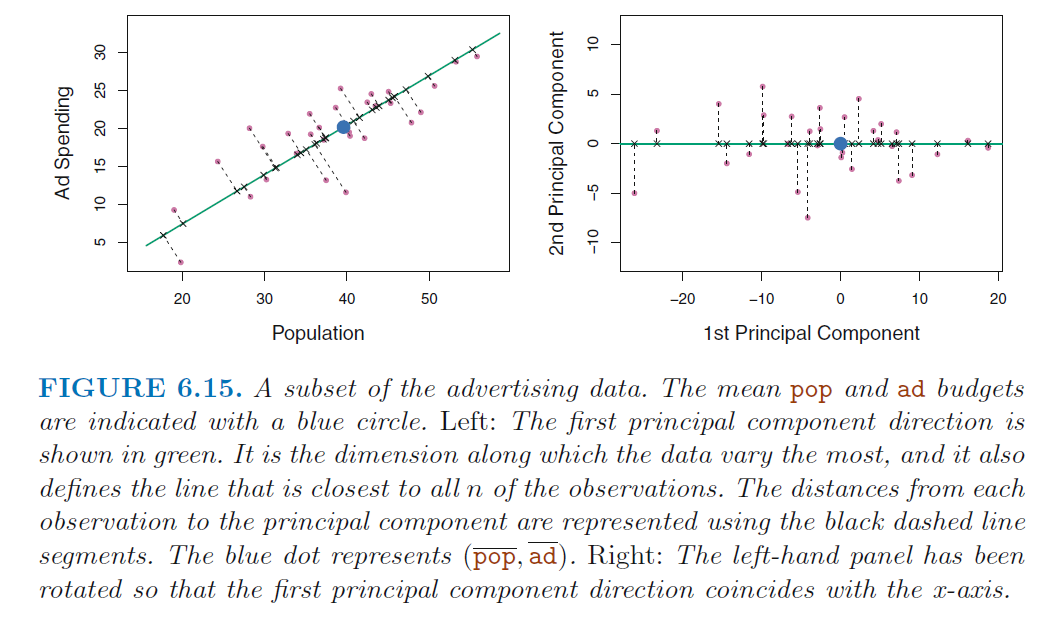 Ad Spending
5 10 15 20 25 30
20 30 40 50
Population
2nd Principal Component
−10 −5 0 5 10
−20 −10 0 10 20
1st Principal Component
FIGURE 6.15. A subset of the advertising data. The mean pop and ad budgets
are indicated with a blue circle. Left: The first principal component direction is
shown in green. It is the dimension along which the data vary the most, and it also
defines the line that is closest to all n of the observations. The distances from each
observation to the principal component are represented using the black dashed line
segments. The blue dot represents (p̅o̅p̅, a̅d̅). Right: The left-hand panel has been
rotated so that the first principal component direction coincides with the x-axis.